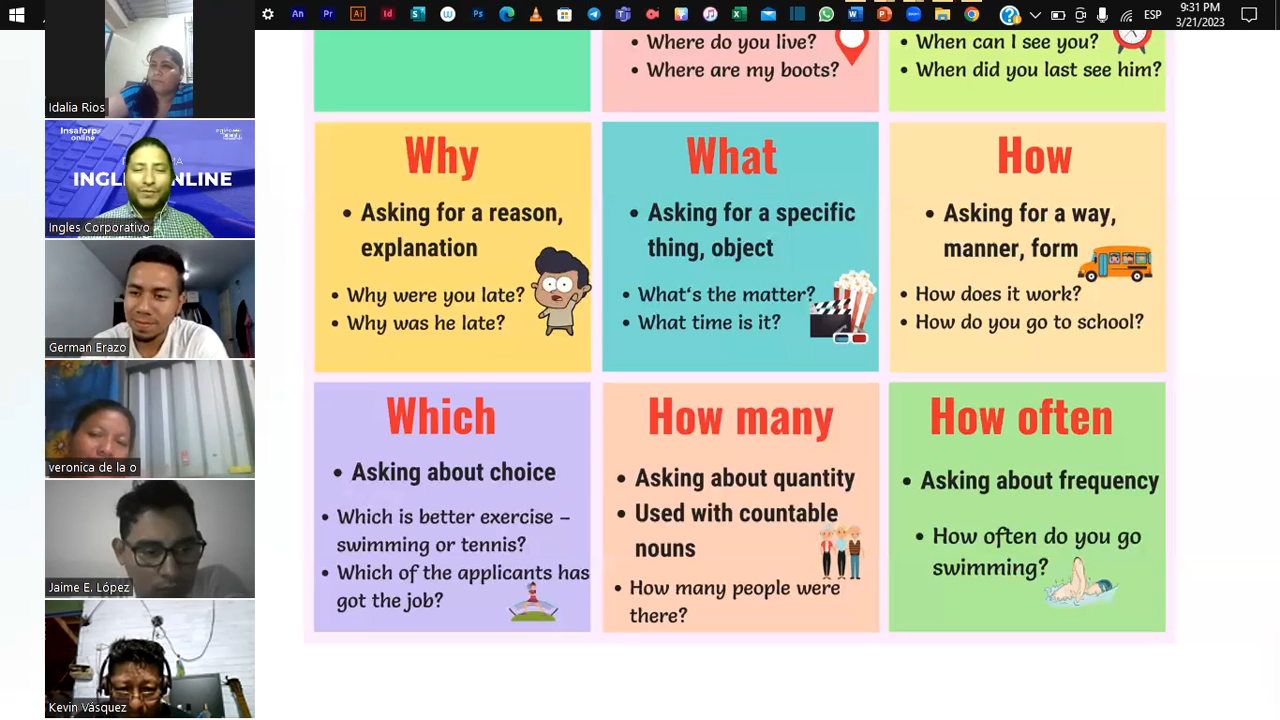 ESP
9:31 PM
3/21/2023
Idalia Rios
Insaforp
online
INGL ONLINE
Ingles Corporativo
German Erazo
veronica de la o
Jaime E. López
Kevin Vásquez
• Where do you live?
• Where are my boots?
• When can I see you?
• When did you last see him?
Why
• Asking for a reason,
explanation
• Why were you late?
• Why was he late?
What
• Asking for a specific
thing, object
• What's the matter?
• What time is it?
How
• Asking for a way,
manner, form
• How does it work?
• How do you go to school?
Which
• Asking about choice
• Which is better exercise –
swimming or tennis?
• Which of the applicants has
got the job?
How many
• Asking about quantity
• Used with countable
nouns
• How many people were
there?
How often
• Asking about frequency
• How often do you go
swimming?